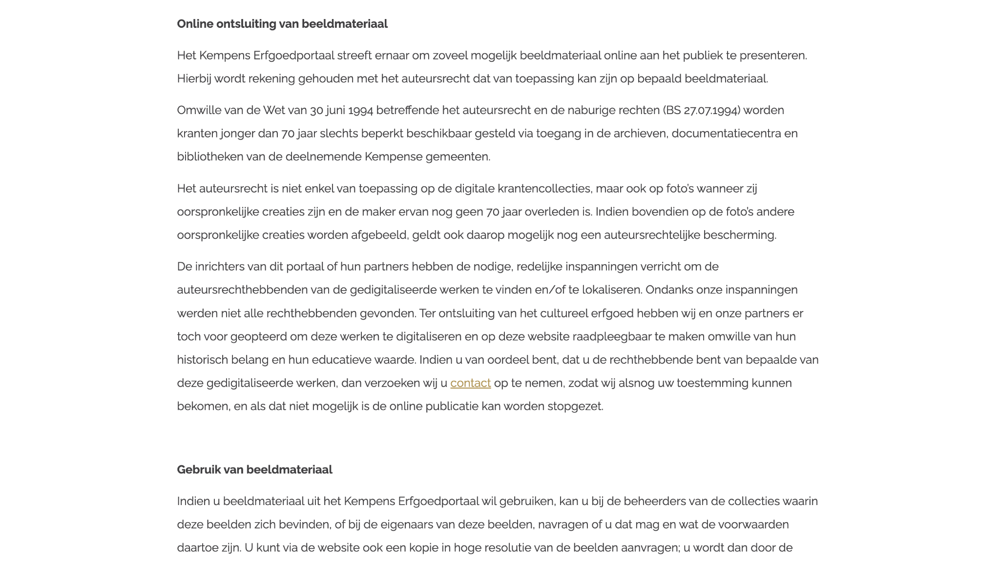 Online ontsluiting van beeldmateriaal
Het Kempens Erfgoedportaal streeft ernaar om zoveel mogelijk beeldmateriaal online aan het publiek te presenteren.
Hierbij wordt rekening gehouden met het auteursrecht dat van toepassing kan zijn op bepaald beeldmateriaal.
Omwille van de Wet van 30 juni 1994 betreffende het auteursrecht en de naburige rechten (BS 27.07.1994) worden
kranten jonger dan 70 jaar slechts beperkt beschikbaar gesteld via toegang in de archieven, documentatiecentra en
bibliotheken van de deelnemende Kempense gemeenten.
Het auteursrecht is niet enkel van toepassing op de digitale krantencollecties, maar ook op foto’s wanneer zij
oorspronkelijke creaties zijn en de maker ervan nog geen 70 jaar overleden is. Indien bovendien op de foto’s andere
oorspronkelijke creaties worden afgebeeld, geldt ook daarop mogelijk nog een auteursrechtelijke bescherming.
De inrichters van dit portaal of hun partners hebben de nodige, redelijke inspanningen verricht om de
auteursrechthebbenden van de gedigitaliseerde werken te vinden en/of te lokaliseren. Ondanks onze inspanningen
werden niet alle rechthebbenden gevonden. Ter ontsluiting van het cultureel erfgoed hebben wij en onze partners er
toch voor geopteerd om deze werken te digitaliseren en op deze website raadpleegbaar te maken omwille van hun
historisch belang en hun educatieve waarde. Indien u van oordeel bent, dat u de rechthebbende bent van bepaalde van
deze gedigitaliseerde werken, dan verzoeken wij u contact op te nemen, zodat wij alsnog uw toestemming kunnen
bekomen, en als dat niet mogelijk is de online publicatie kan worden stopgezet.
Gebruik van beeldmateriaal
Indien u beeldmateriaal uit het Kempens Erfgoedportaal wil gebruiken, kan u bij de beheerders van de collecties waarin
deze beelden zich bevinden, of bij de eigenaars van deze beelden, navragen of u dat mag en wat de voorwaarden
daartoe zijn. U kunt via de website ook een kopie in hoge resolutie van de beelden aanvragen; u wordt dan door de